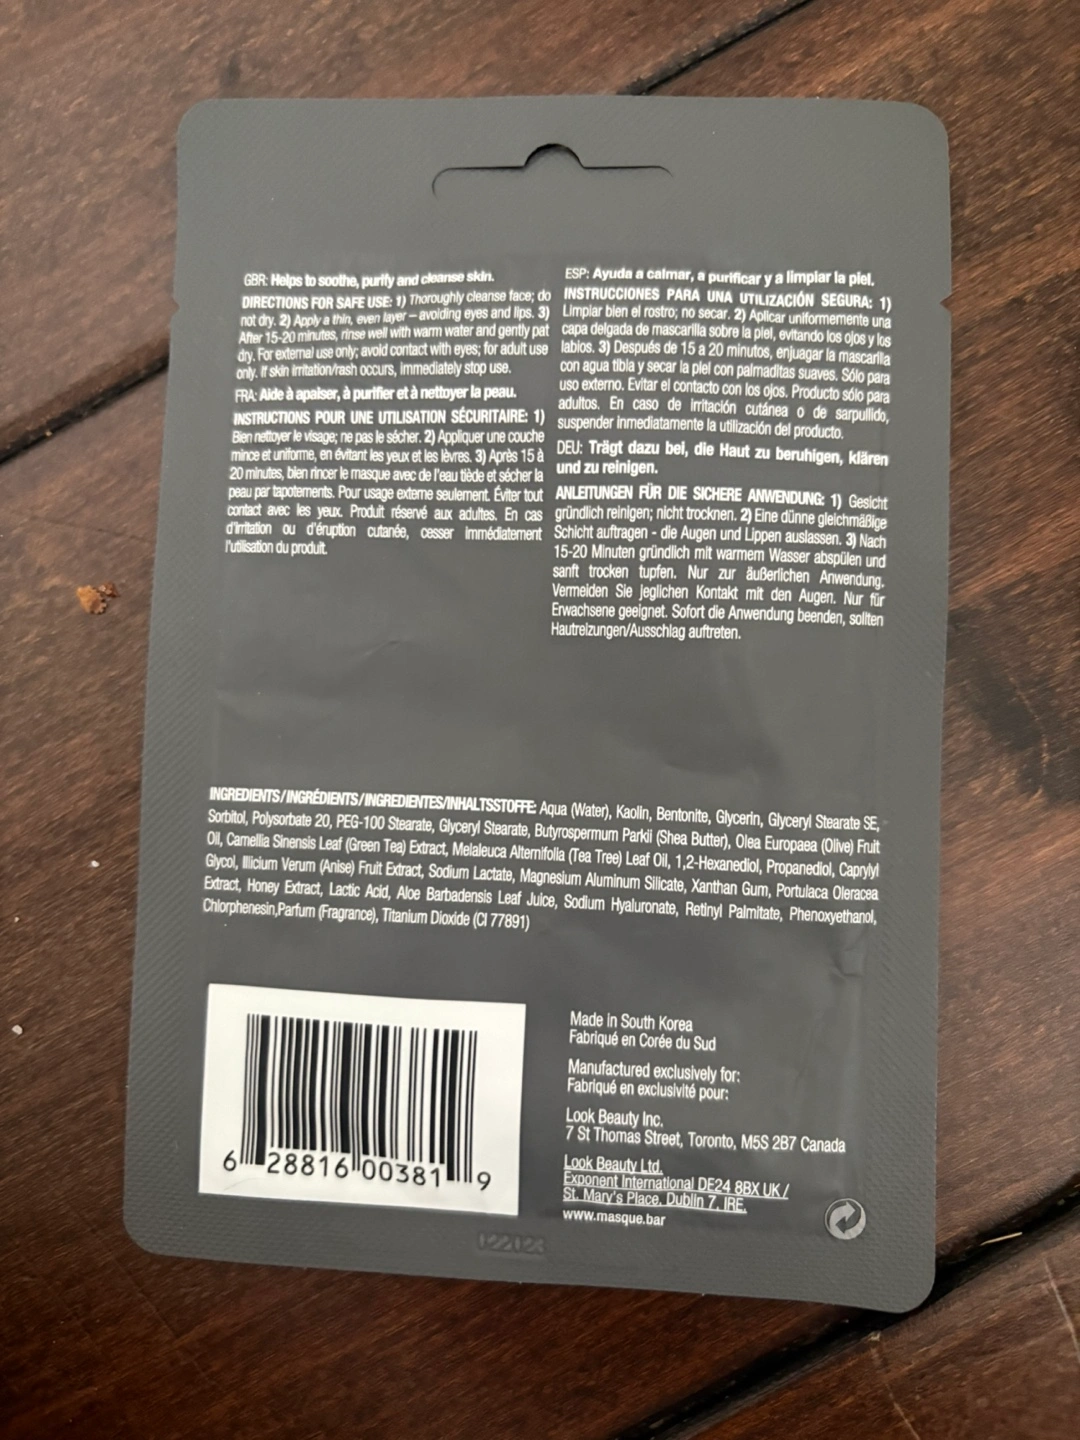 GBR: Helps to soothe, purify and cleanse skin.
DIRECTIONS FOR SAFE USE: 1) Thoroughly cleanse face; do
not dry. 2) Apply a thin, even layer – avoiding eyes and lips. 3)
After 15-20 minutes, rinse well with warm water and gently pat
dry. For external use only; avoid contact with eyes; for adult use
only. If skin irritation/rash occurs, immediately stop use.
FRA: Aide à apaiser, à purifier et à nettoyer la peau.
INSTRUCTIONS POUR UNE UTILISATION SÉCURITAIRE: 1)
Bien nettoyer le visage; ne pas le sécher. 2) Appliquer une couche
mince et uniforme, en évitant les yeux et les lèvres. 3) Après 15 à
20 minutes, bien rincer le masque avec de l'eau tiède et sécher la
peau par tapotements. Pour usage externe seulement. Éviter tout
contact avec les yeux. Produit réservé aux adultes. En cas
d'irritation ou d'éruption cutanée, cesser immédiatement
l'utilisation du produit.
ESP: Ayuda a calmar, a purificar y a limpiar la piel.
INSTRUCCIONES PARA UNA UTILIZACIÓN SEGURA: 1)
Limpiar bien el rostro; no secar. 2) Aplicar uniformemente una
capa delgada de mascarilla sobre la piel, evitando los ojos y los
labios. 3) Después de 15 a 20 minutos, enjuagar la mascarilla
con agua tibia y secar la piel con palmaditas suaves. Sólo para
uso externo. Evitar el contacto con los ojos. Producto sólo para
adultos. En caso de irritación cutánea o de sarpullido,
suspender inmediatamente la utilización del producto.
DEU: Trägt dazu bei, die Haut zu beruhigen, klären
und zu reinigen.
ANLEITUNGEN FÜR DIE SICHERE ANWENDUNG: 1) Gesicht
gründlich reinigen; nicht trocknen. 2) Eine dünne gleichmäßige
Schicht auftragen - die Augen und Lippen auslassen. 3) Nach
15-20 Minuten gründlich mit warmem Wasser abspülen und
sanft trocken tupfen. Nur zur äußerlichen Anwendung.
Vermeiden Sie jeglichen Kontakt mit den Augen. Nur für
Erwachsene geeignet. Sofort die Anwendung beenden, sollten
Hautreizungen/Ausschlag auftreten.
INGREDIENTS/INGRÉDIENTS/INGREDIENTES/INHALTSSTOFFE: Aqua (Water), Kaolin, Bentonite, Glycerin, Glyceryl Stearate SE,
Sorbitol, Polysorbate 20, PEG-100 Stearate, Glyceryl Stearate, Butyrospermum Parkii (Shea Butter), Olea Europaea (Olive) Fruit
Oil, Camellia Sinensis Leaf (Green Tea) Extract, Melaleuca Alternifolia (Tea Tree) Leaf Oil, 1,2-Hexanediol, Propanediol, Caprylyl
Glycol, Illicium Verum (Anise) Fruit Extract, Sodium Lactate, Magnesium Aluminum Silicate, Xanthan Gum, Portulaca Oleracea
Extract, Honey Extract, Lactic Acid, Aloe Barbadensis Leaf Juice, Sodium Hyaluronate, Retinyl Palmitate, Phenoxyethanol,
Chlorphenesin,Parfum (Fragrance), Titanium Dioxide (CI 77891)
6 28816 00381 9
Made in South Korea
Fabriqué en Corée du Sud
Manufactured exclusively for:
Fabriqué en exclusivité pour:
Look Beauty Inc.
7 St Thomas Street, Toronto, M5S 2B7 Canada
Look Beauty Ltd.
Exponent International DE24 8BX UK /
St. Mary's Place, Dublin 7, IRE.
www.masque.bar